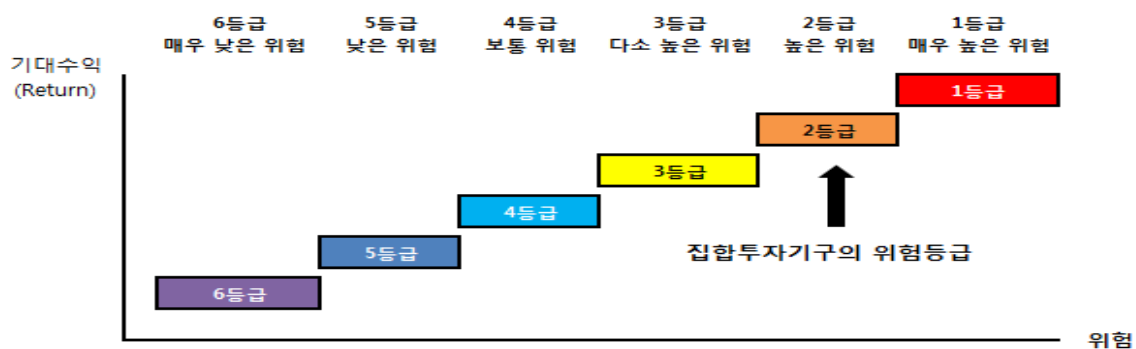 6등급 5등급 4등급 3등급 2등급 1등급
매우 낮은 위험 낮은 위험 보통 위험 다소 높은 위험 높은 위험 매우 높은 위험
기대수익
(Return)
1등급
2등급
3등급
4등급
집합투자기구의 위험등급
5등급
6등급
위험